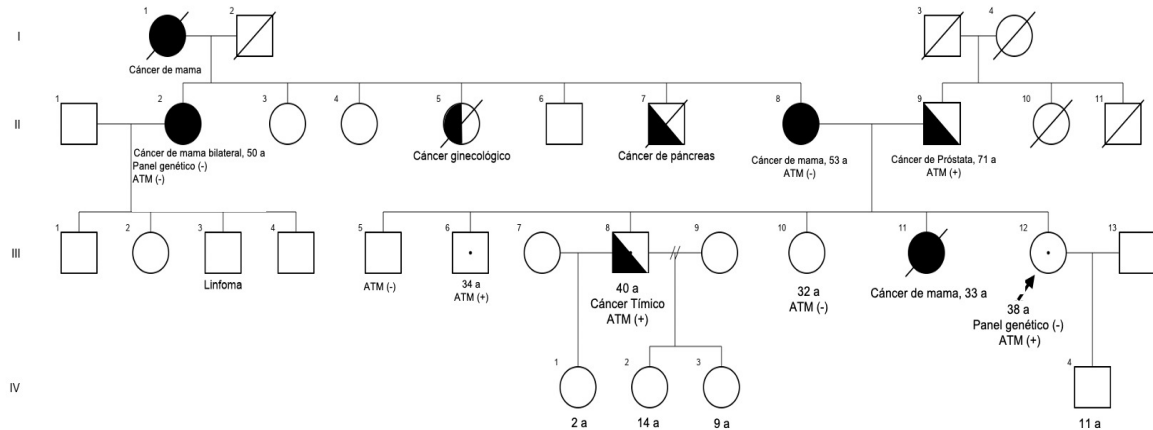 I
1
2
3
4
Cáncer de mama
II
1
2
3
4
5
6
7
8
9
10
11
Cáncer de mama bilateral, 50 a
Panel genético (-)
ATM (-)
Cáncer ginecológico
Cáncer de páncreas
Cáncer de mama, 53 a
ATM (-)
Cáncer de Próstata, 71 a
ATM (+)
III
1
2
3
4
5
6
7
8
9
10
11
12
13
Linfoma
ATM (-)
34 a
ATM (+)
40 a
Cáncer Tímico
ATM (+)
32 a
ATM (-)
Cáncer de mama, 33 a
38 a
Panel genético (-)
ATM (+)
IV
1
2
3
4
2 a
14 a
9 a
11 a